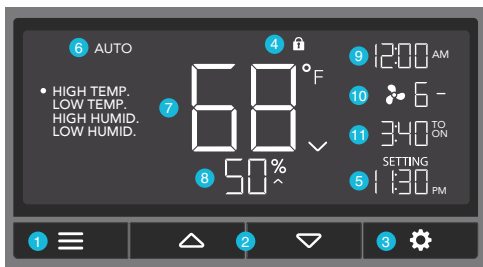 6 AUTO
4
9 12:00 AM
HIGH TEMP.
LOW TEMP.
HIGH HUMID.
LOW HUMID.
7 68 °F
10 6 -
11 3:40 TO ON
8 50 %
SETTING
5 11:30 PM
1
2
3